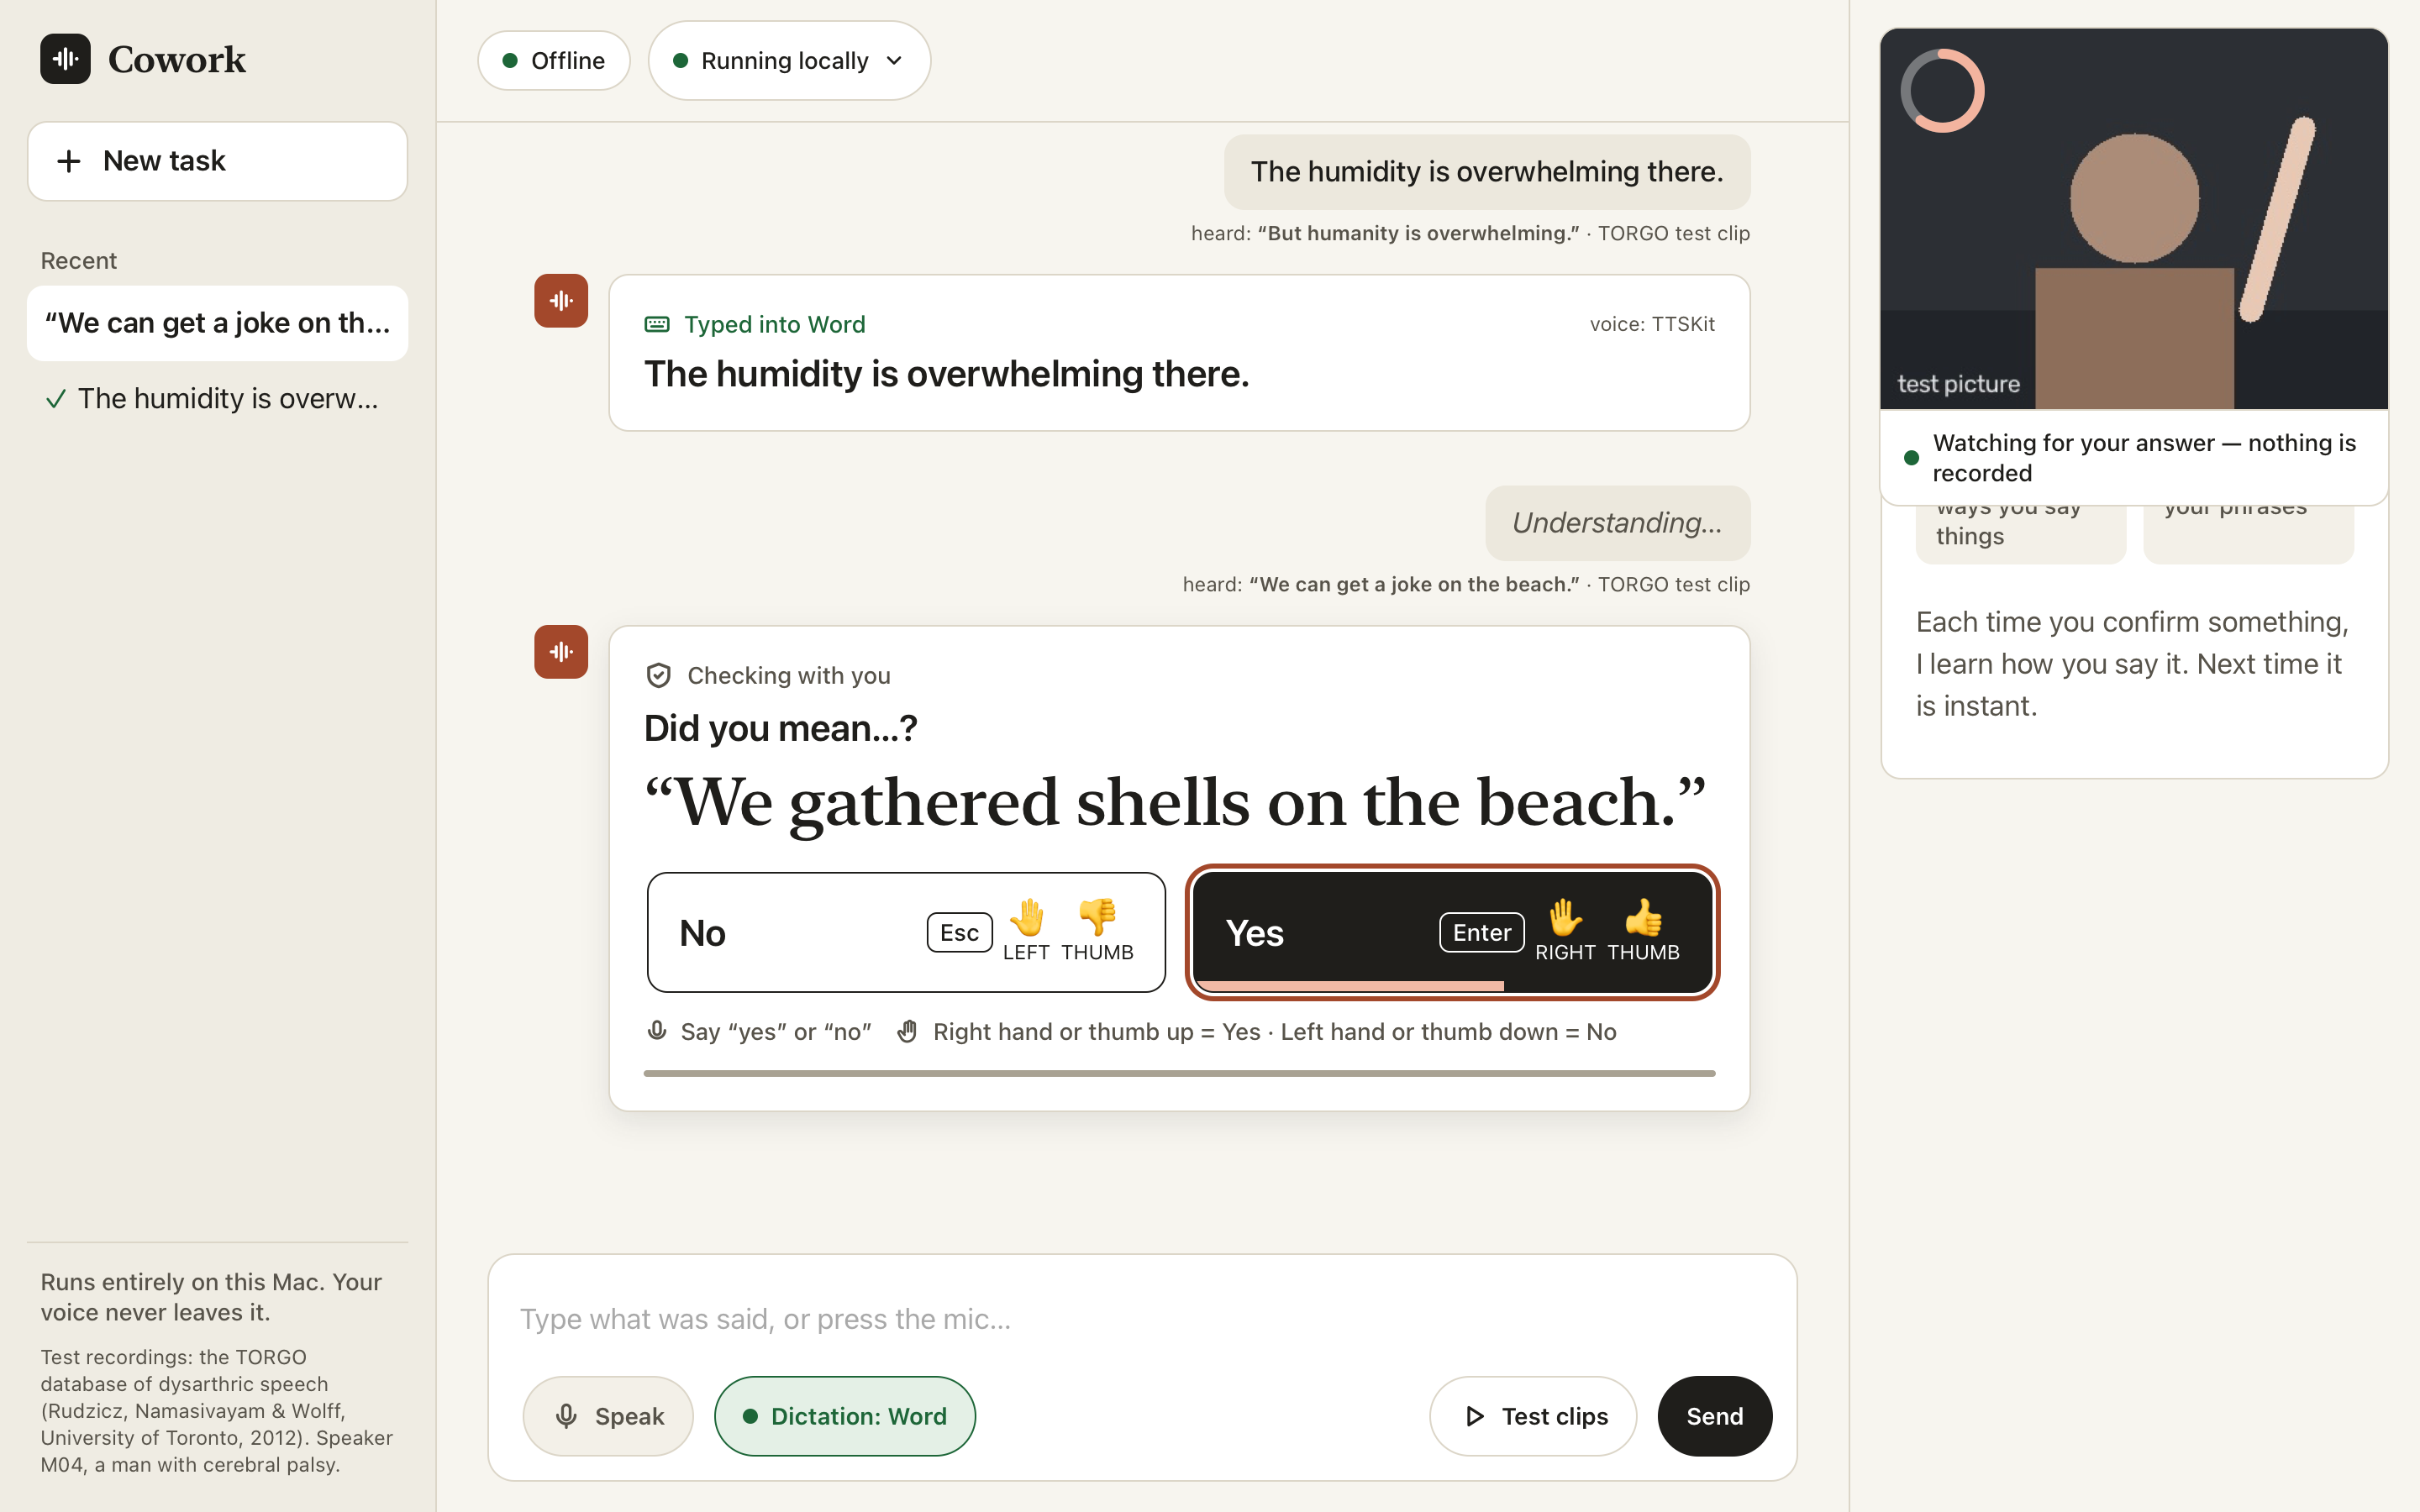 Cowork
New task
Recent
“We can get a joke on th...
The humidity is overw...
Runs entirely on this Mac. Your
voice never leaves it.
Test recordings: the TORGO
database of dysarthric speech
(Rudzicz, Namasivayam & Wolff,
University of Toronto, 2012). Speaker
M04, a man with cerebral palsy.
Offline
Running locally
The humidity is overwhelming there.
heard: “But humanity is overwhelming.” · TORGO test clip
Typed into Word
voice: TTSKit
The humidity is overwhelming there.
Understanding...
heard: “We can get a joke on the beach.” · TORGO test clip
Checking with you
Did you mean...?
“We gathered shells on the beach.”
No Esc LEFT THUMB
Yes Enter RIGHT THUMB
Say “yes” or “no” Right hand or thumb up = Yes · Left hand or thumb down = No
Type what was said, or press the mic...
Speak
Dictation: Word
Test clips
Send
test picture
Watching for your answer — nothing is
recorded
ways you say
things
your phrases
Each time you confirm something,
I learn how you say it. Next time it
is instant.